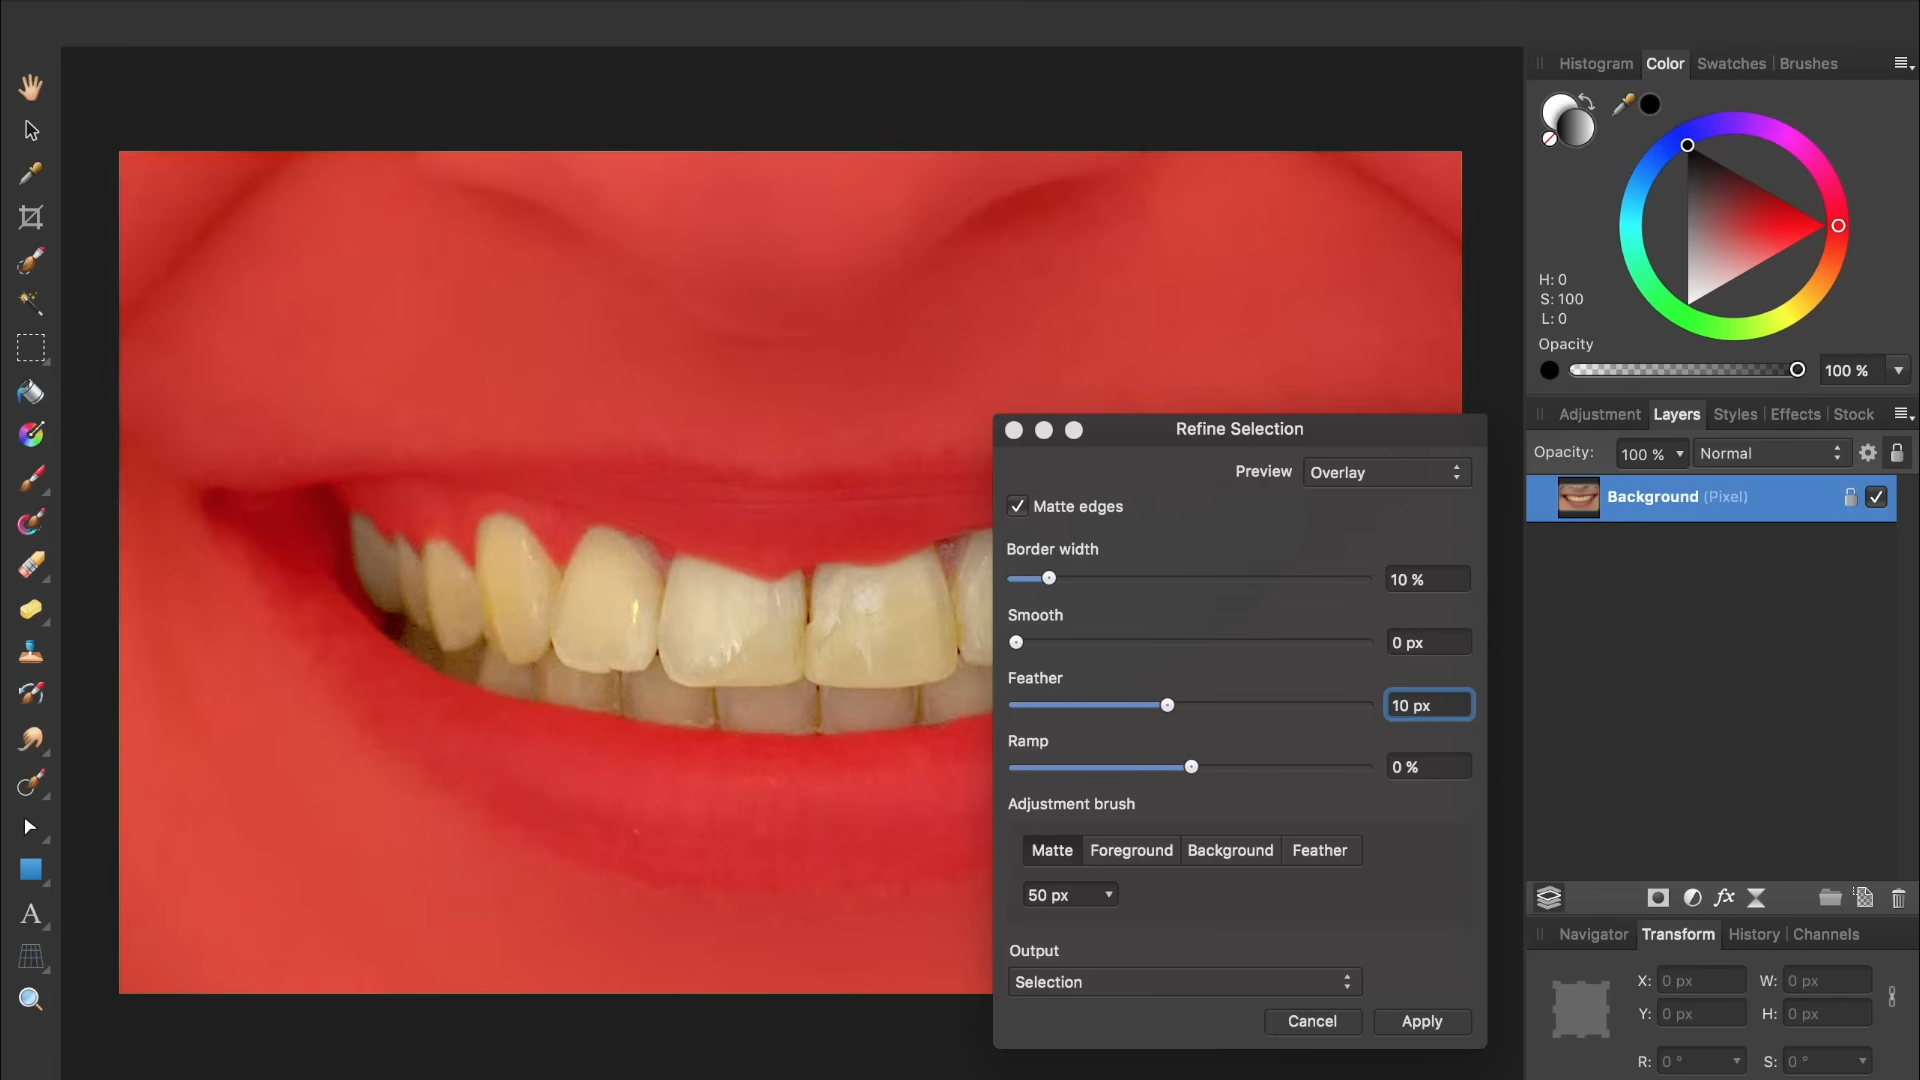 Histogram Color Swatches Brushes
H: 0
S: 100
L: 0
Opacity
100 %
Adjustment Layers Styles Effects Stock
Opacity: 100 % Normal
Background (Pixel)
fx
Navigator Transform History Channels
X: 0 px W: 0 px
Y: 0 px H: 0 px
R: 0 ° S: 0 °
A
Refine Selection
Preview Overlay
Matte edges
Border width
10 %
Smooth
0 px
Feather
10 px
Ramp
0 %
Adjustment brush
Matte Foreground Background Feather
50 px
Output
Selection
Cancel Apply